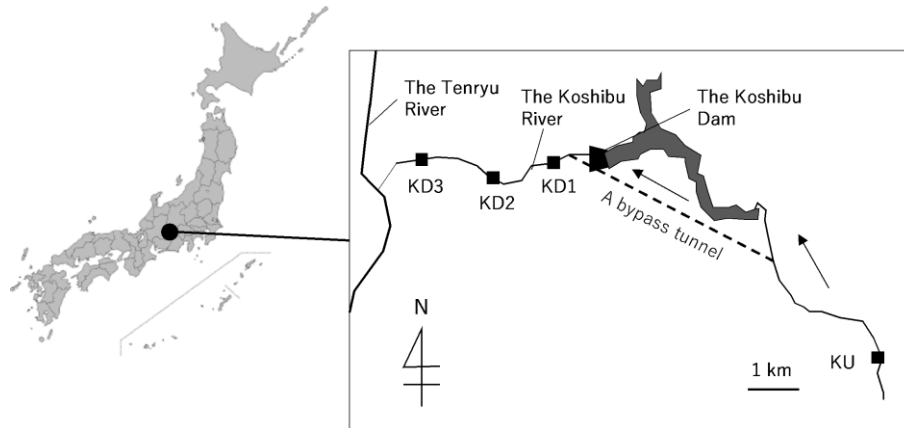 The Tenryu
River
The Koshibu
River
The Koshibu
Dam
KD3
KD2
KD1
A bypass tunnel
N
1 km
KU